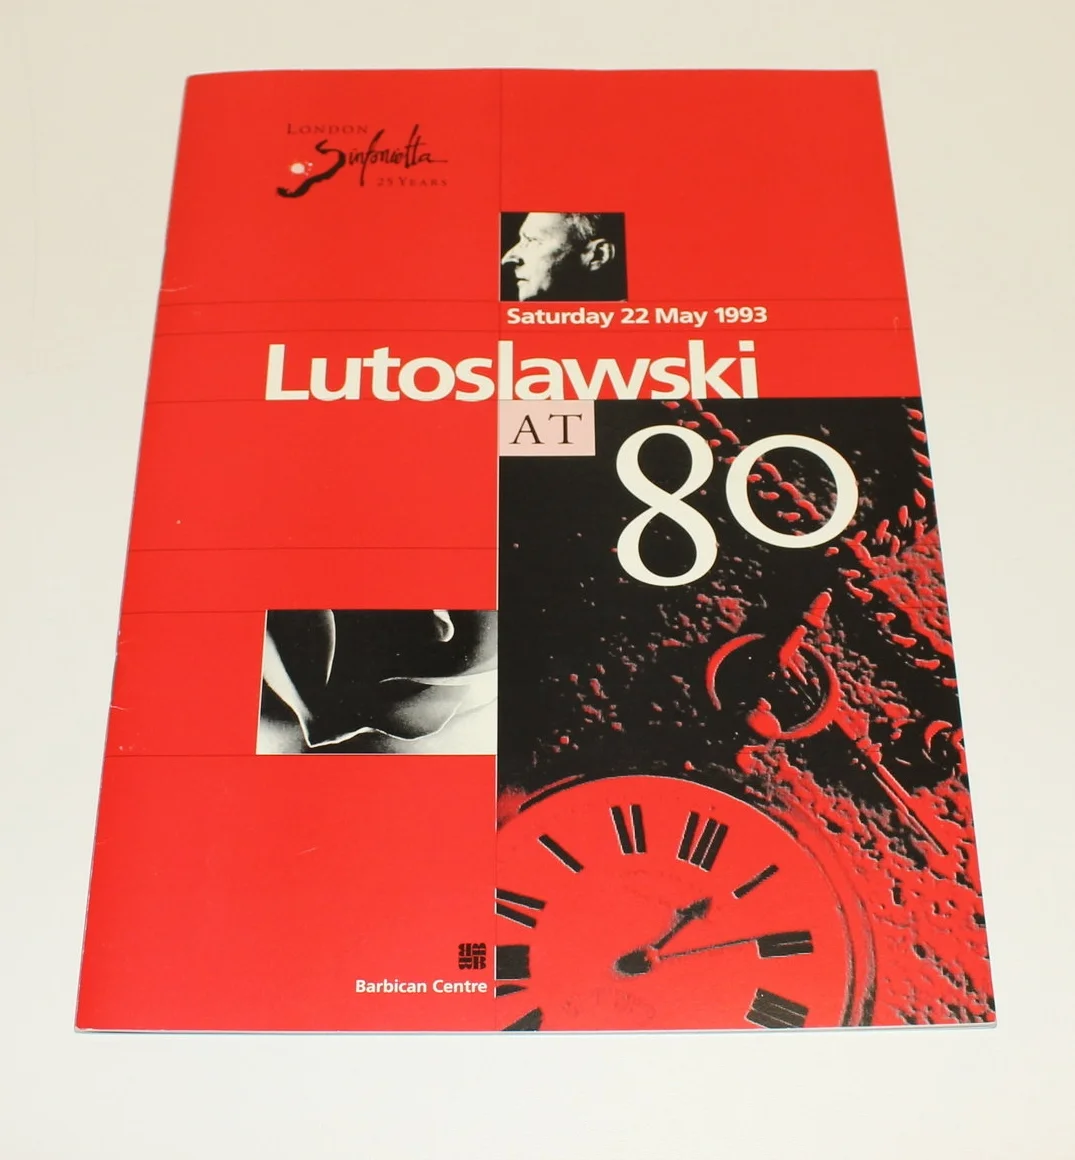 LONDON
Sinfonietta
25 YEARS
Saturday 22 May 1993
Lutoslawski
AT
80
Barbican Centre